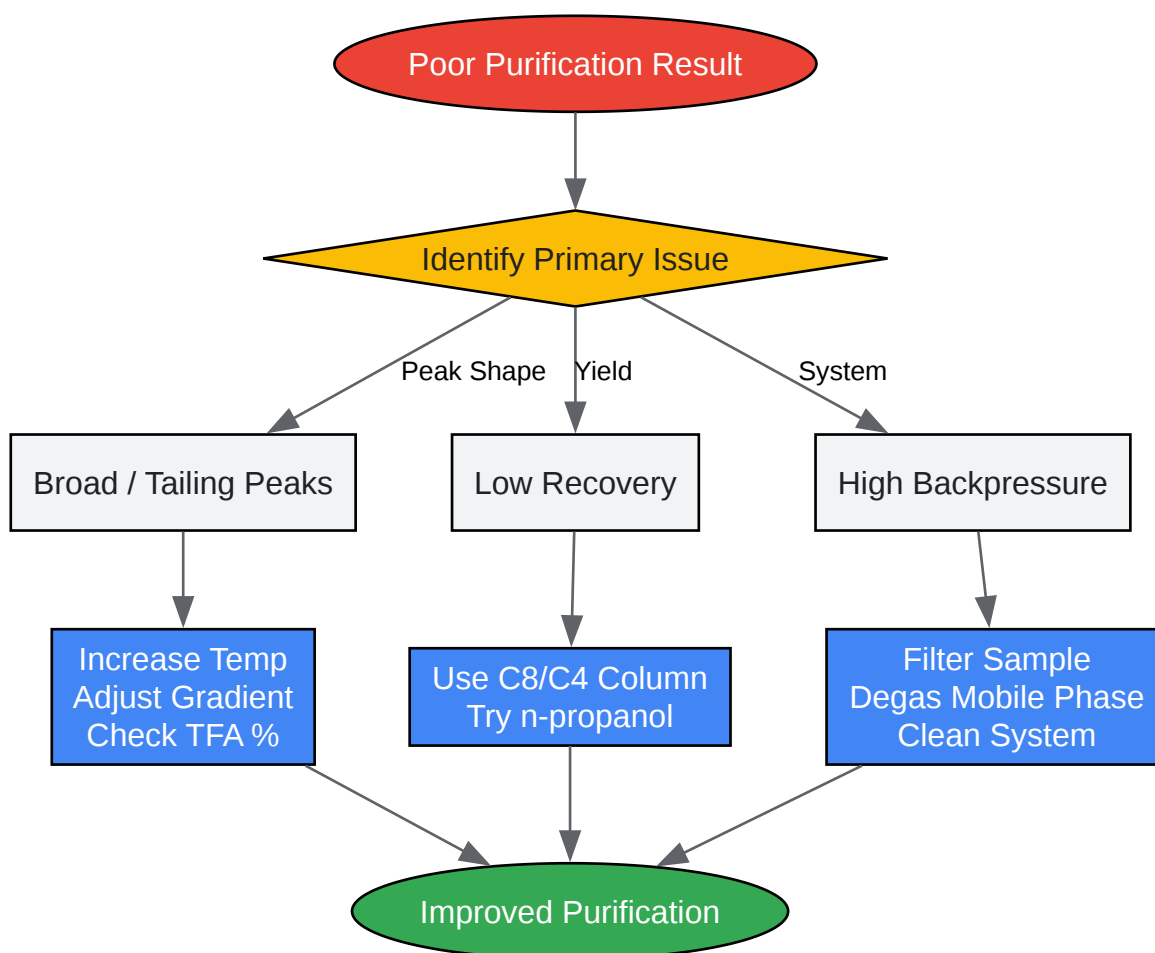 Poor Purification Result
Identify Primary Issue
Peak Shape
Yield
System
Broad / Tailing Peaks
Low Recovery
High Backpressure
Increase Temp
Adjust Gradient
Check TFA %
Use C8/C4 Column
Try n-propanol
Filter Sample
Degas Mobile Phase
Clean System
Improved Purification